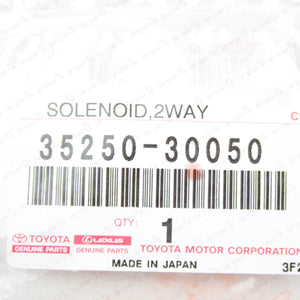 SOLENOID,2WAY
35250-30050
QTY: 1
TOYOTA LEXUS TOYOTA MOTOR CORPORATION
GENUINE PARTS GENUINE PARTS
MADE IN JAPAN 3F2